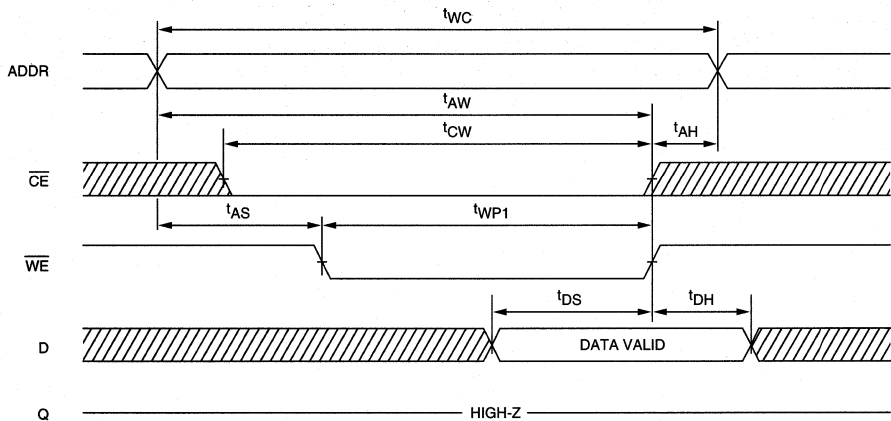 tWC
ADDR
tAW
tCW
tAH
CE
tAS
tWP1
WE
tDS
tDH
D
DATA VALID
Q
HIGH-Z